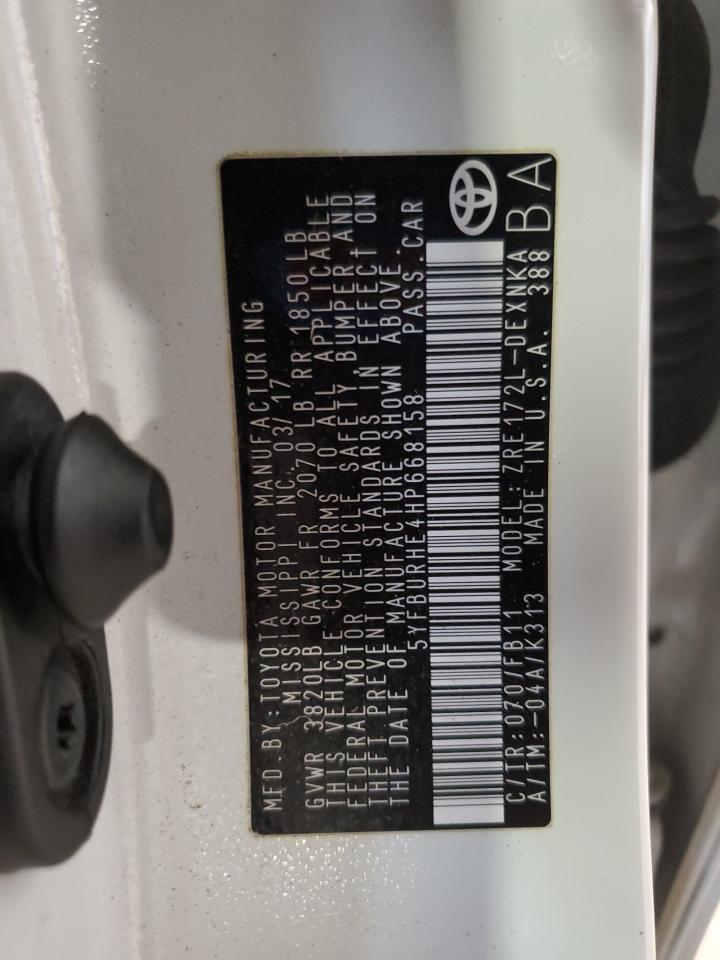 MFD.BY:TOYOTA MOTOR MANUFACTURING
MISSISSIPPI INC. 03/17
GVWR 3820LB GAWR FR 2070 LB RR 1850 LB
THIS VEHICLE CONFORMS TO ALL APPLICABLE
FEDERAL MOTOR VEHICLE SAFETY, BUMPER, AND
THEFT PREVENTION STANDARDS IN EFFECT ON
THE DATE OF MANUFACTURE SHOWN ABOVE.
5YFBURHE4HP668158 PASS.CAR
C/TR:070/FB11 MODEL:ZRE172L-DEXNKA
A/TM:-04A/K313 MADE IN U.S.A. 388
BA